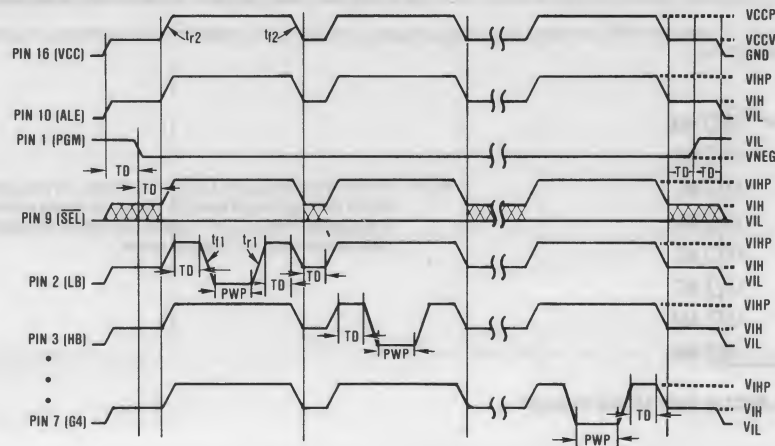 VCCP
tr2
tf2
VCCV
PIN 16 (VCC)
GND
VIHP
VIH
PIN 10 (ALE)
VIL
PIN 1 (PGM)
VIL
VNEG
TD
TD
TD
TD
VIHP
VIH
PIN 9 (SEL)
VIL
VIHP
tf1
tr1
TD
TD
TD
VIH
PIN 2 (LB)
PWP
VIL
VIHP
TD
VIH
PIN 3 (HB)
PWP
VIL
VIHP
TD
VIH
PIN 7 (G4)
PWP
VIL